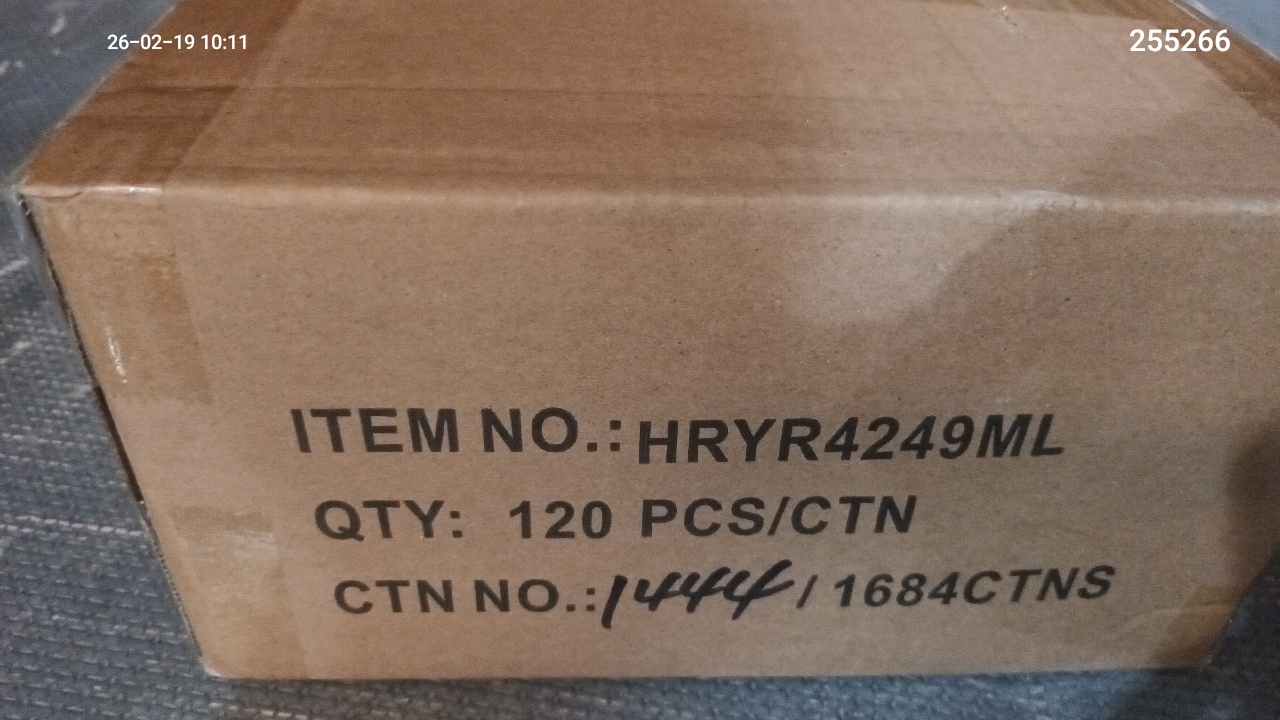 26-02-19 10:11
255266
ITEM NO.: HRYR4249ML
QTY: 120 PCS/CTN
CTN NO.: 1444 / 1684CTNS